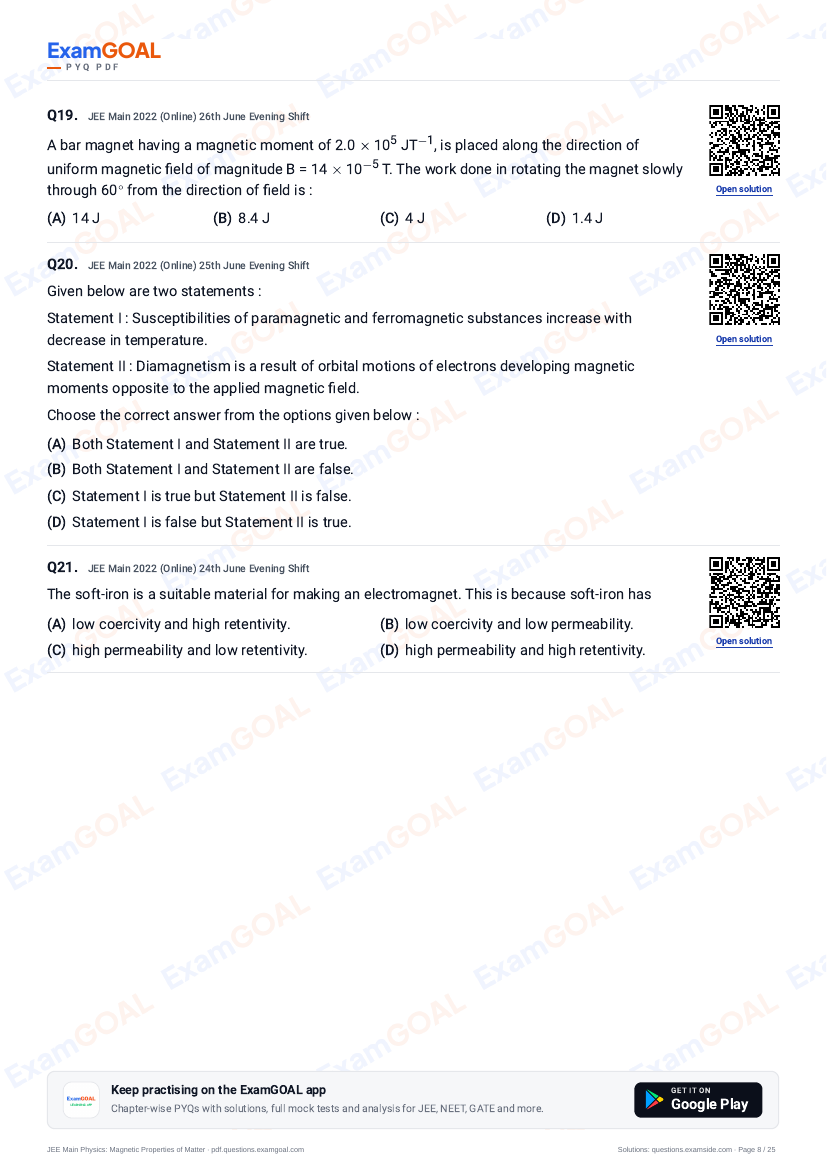 ExamGOAL
PYQ PDF
Q19. JEE Main 2022 (Online) 26th June Evening Shift
A bar magnet having a magnetic moment of 2.0 × 10⁵ JT⁻¹, is placed along the direction of
uniform magnetic field of magnitude B = 14 × 10⁻⁵ T. The work done in rotating the magnet slowly
through 60° from the direction of field is :
(A) 14 J (B) 8.4 J (C) 4 J (D) 1.4 J
Open solution
Q20. JEE Main 2022 (Online) 25th June Evening Shift
Given below are two statements :
Statement I : Susceptibilities of paramagnetic and ferromagnetic substances increase with
decrease in temperature.
Statement II : Diamagnetism is a result of orbital motions of electrons developing magnetic
moments opposite to the applied magnetic field.
Choose the correct answer from the options given below :
(A) Both Statement I and Statement II are true.
(B) Both Statement I and Statement II are false.
(C) Statement I is true but Statement II is false.
(D) Statement I is false but Statement II is true.
Open solution
Q21. JEE Main 2022 (Online) 24th June Evening Shift
The soft-iron is a suitable material for making an electromagnet. This is because soft-iron has
(A) low coercivity and high retentivity. (B) low coercivity and low permeability.
(C) high permeability and low retentivity. (D) high permeability and high retentivity.
Open solution
ExamGOAL
Keep practising on the ExamGOAL app
Chapter-wise PYQs with solutions, full mock tests and analysis for JEE, NEET, GATE and more.
GET IT ON
Google Play
JEE Main Physics: Magnetic Properties of Matter · pdf.questions.examgoal.com Solutions: questions.examside.com · Page 8 / 25